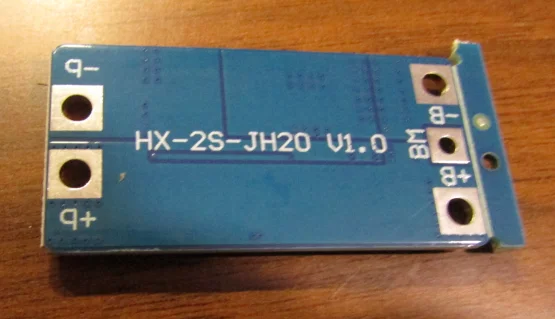 P-
B-
HX-2S-JH20 V1.0
BM
B+
P+